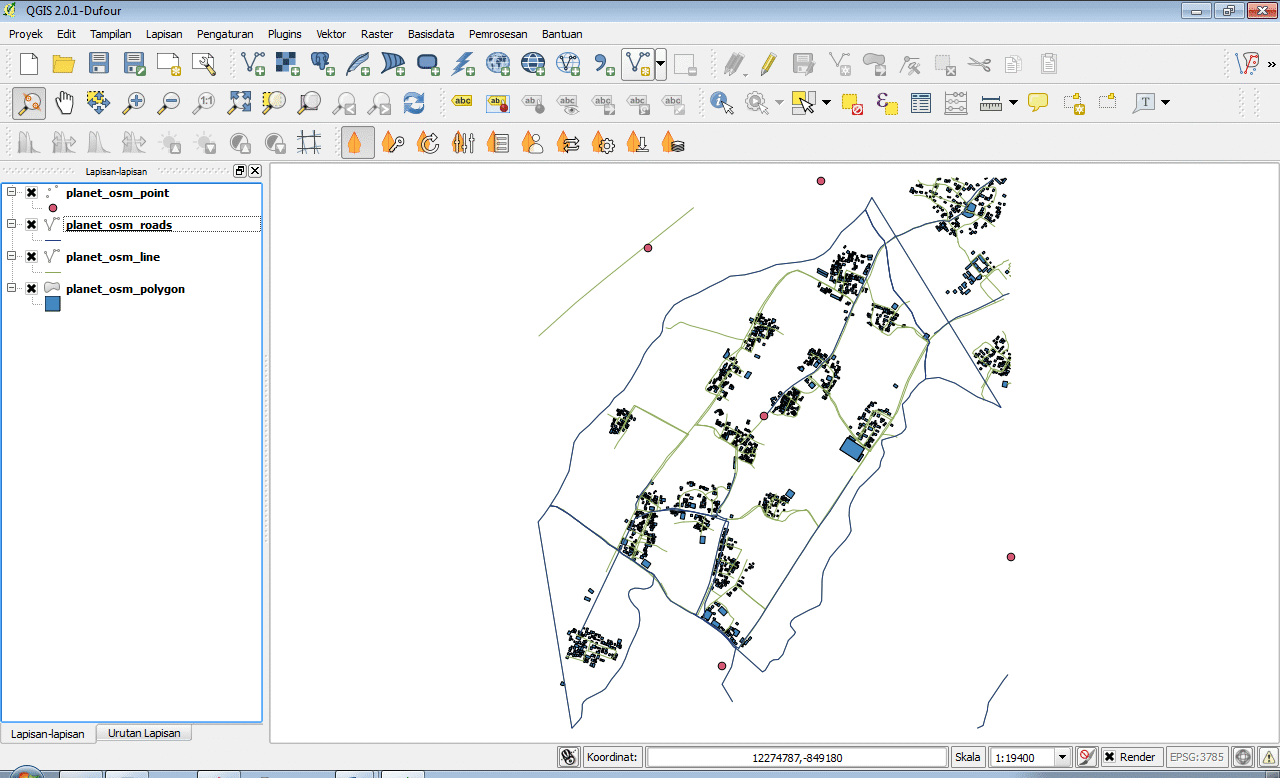 QGIS 2.0.1-Dufour
Proyek Edit Tampilan Lapisan Pengaturan Plugins Vektor Raster Basisdata Pemrosesan Bantuan
Lapisan-lapisan
planet_osm_point
planet_osm_roads
planet_osm_line
planet_osm_polygon
Lapisan-lapisan Urutan Lapisan
Koordinat: 12274787,-849180 Skala 1:19400 Render EPSG:3785